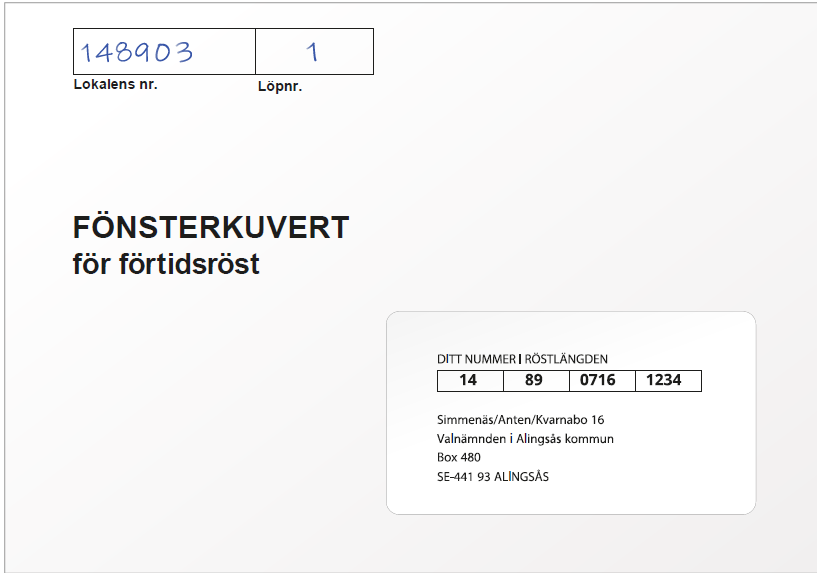 148903 1
Lokalens nr. Löpnr.
FÖNSTERKUVERT
för förtidsröst
DITT NUMMER I RÖSTLÄNGDEN
14 89 0716 1234
Simmenäs/Anten/Kvarnabo 16
Valnämnden i Alingsås kommun
Box 480
SE-441 93 ALINGSÅS